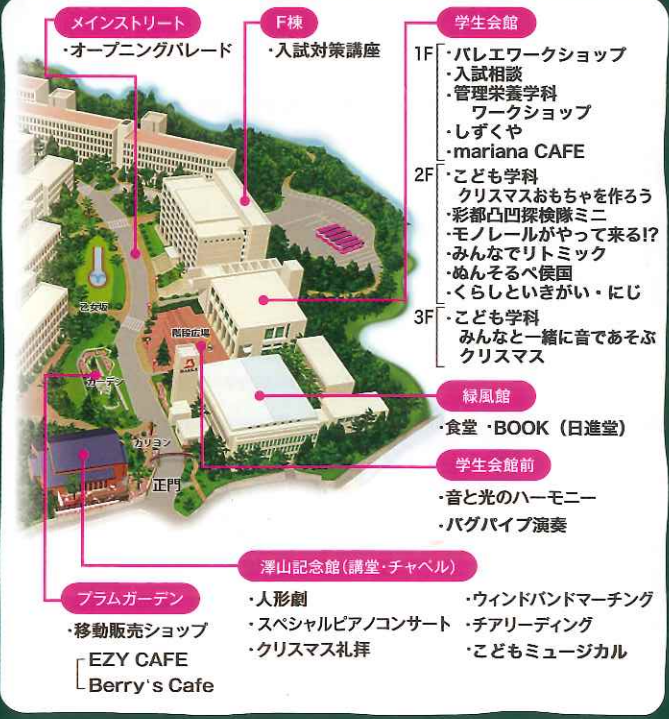 メインストリート
・オープニングパレード
F棟
・入試対策講座
学生会館
1F ・バレエワークショップ
・入試相談
・管理栄養学科
ワークショップ
・しずくや
・mariana CAFE
2F ・こども学科
クリスマスおもちゃを作ろう
・彩都凸凹探検隊ミニ
・モノレールがやって来る!?
・みんなでリトミック
・ぬんそるべ侯国
・くらしといきがい・にじ
3F ・こども学科
みんなと一緒に音であそぶ
クリスマス
乙女坂
階段広場
ガーデン
カリヨン
正門
緑風館
・食堂 ・BOOK（日進堂）
学生会館前
・音と光のハーモニー
・バグパイプ演奏
澤山記念館(講堂・チャペル)
・人形劇
・スペシャルピアノコンサート
・クリスマス礼拝
・ウィンドバンドマーチング
・チアリーディング
・こどもミュージカル
プラムガーデン
・移動販売ショップ
EZY CAFE
Berry's Cafe